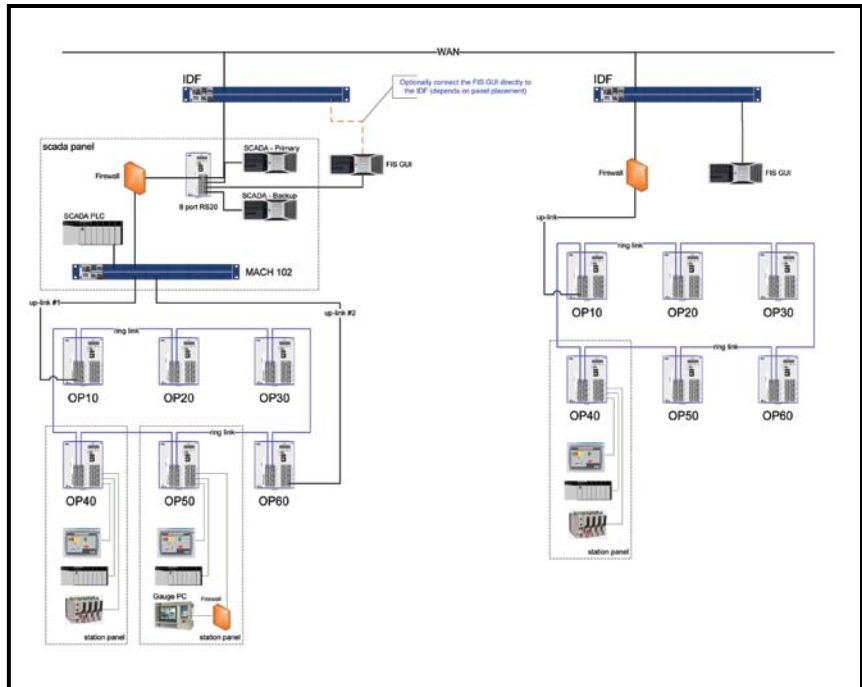 WAN
IDF
Optionally connect the FIS GUI directly to
the IDF (depends on panel placement)
scada panel
Firewall
8 port RS20
SCADA - Primary
SCADA - Backup
FIS GUI
SCADA PLC
MACH 102
up-link #1
up-link #2
ring link
OP10
OP20
OP30
ring link
OP40
OP50
OP60
station panel
Gauge PC
Firewall
station panel
IDF
Firewall
FIS GUI
up-link
ring link
OP10
OP20
OP30
ring link
OP40
OP50
OP60
station panel